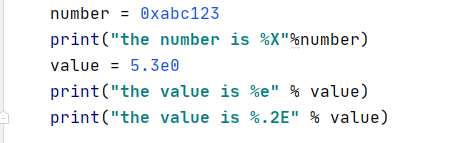 number = 0xabc123
print("the number is %X"%number)
value = 5.3e0
print("the value is %e" % value)
print("the value is %.2E" % value)